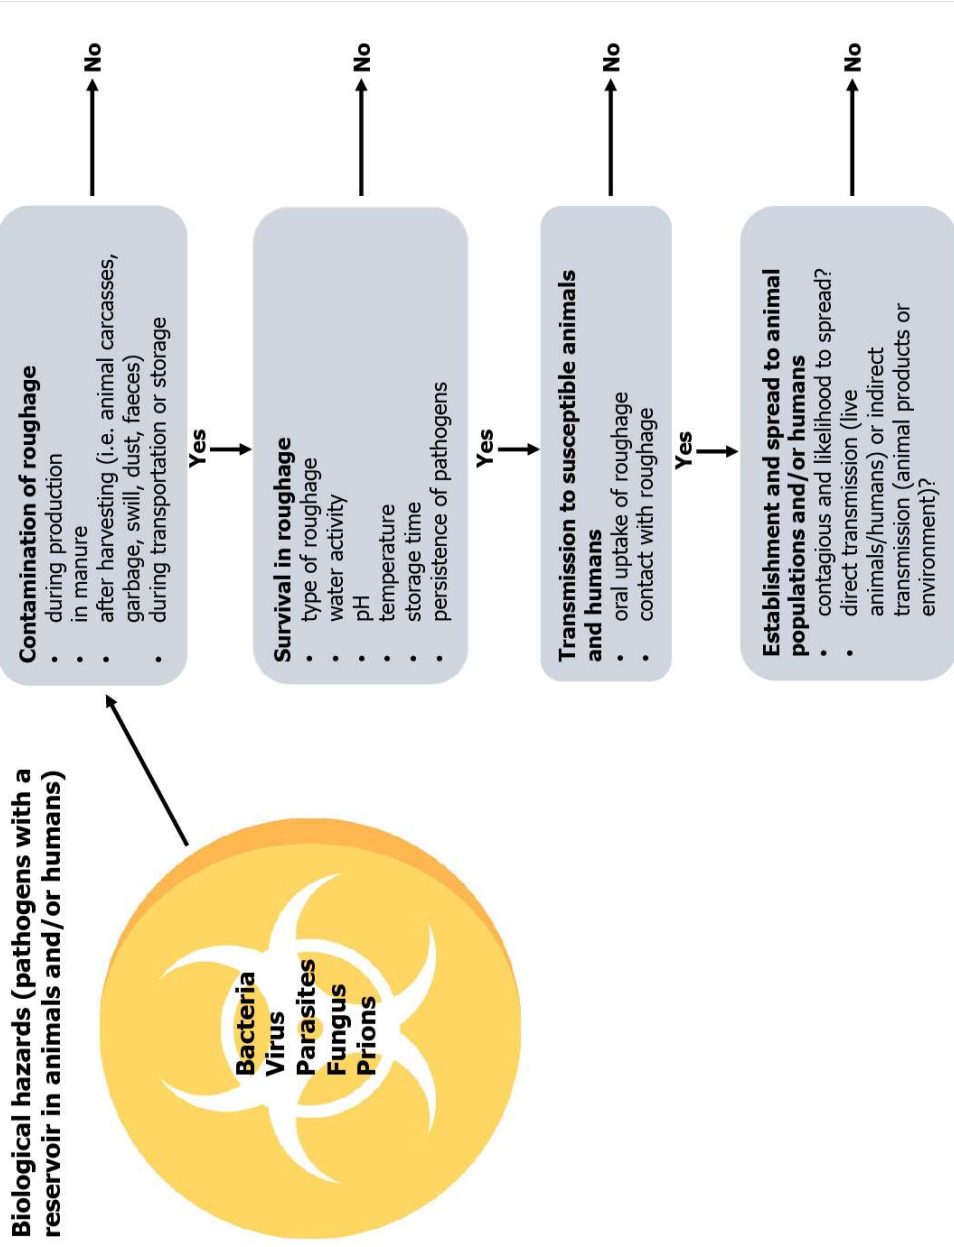 Biological hazards (pathogens with a
reservoir in animals and/or humans)
Bacteria
Virus
Parasites
Fungus
Prions
Contamination of roughage
• during production
• in manure
• after harvesting (i.e. animal carcasses,
garbage, swill, dust, faeces)
• during transportation or storage
No
Yes
Survival in roughage
• type of roughage
• water activity
• pH
• temperature
• storage time
• persistence of pathogens
No
Yes
Transmission to susceptible animals
and humans
• oral uptake of roughage
• contact with roughage
No
Yes
Establishment and spread to animal
populations and/or humans
• contagious and likelihood to spread?
• direct transmission (live
animals/humans) or indirect
transmission (animal products or
environment)?
No